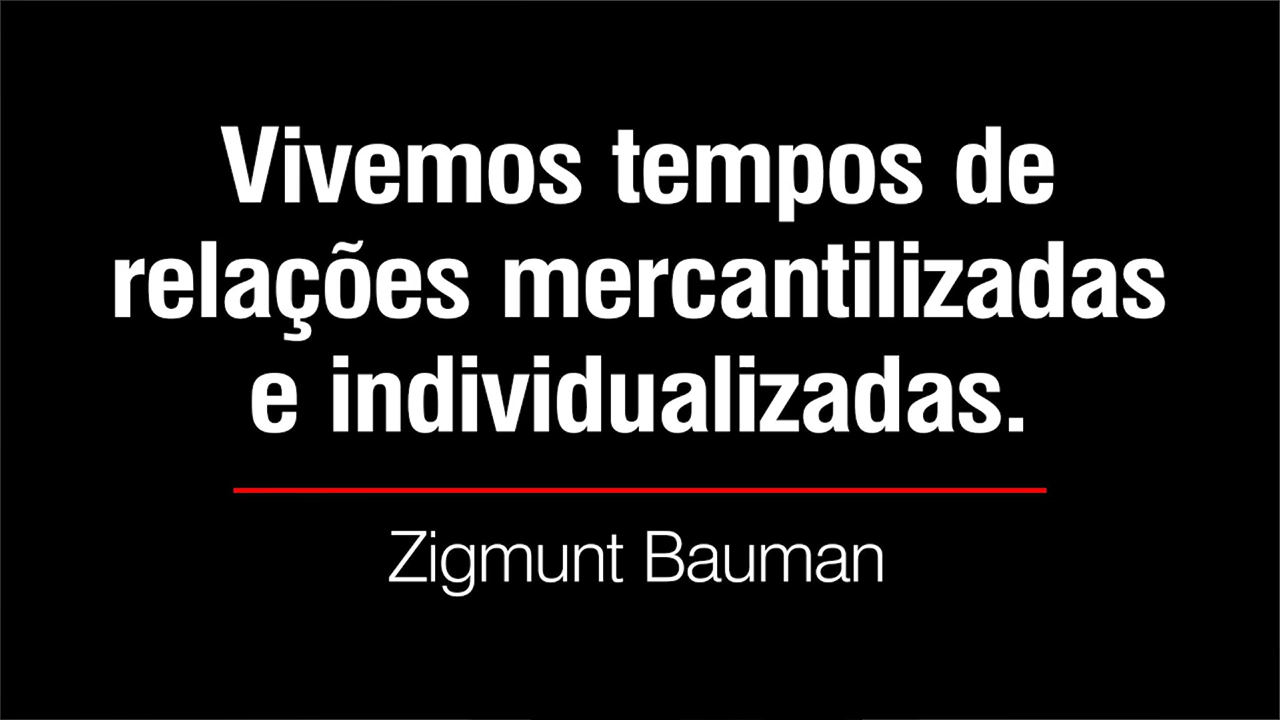 Vivemos tempos de
relações mercantilizadas
e individualizadas.
Zigmunt Bauman